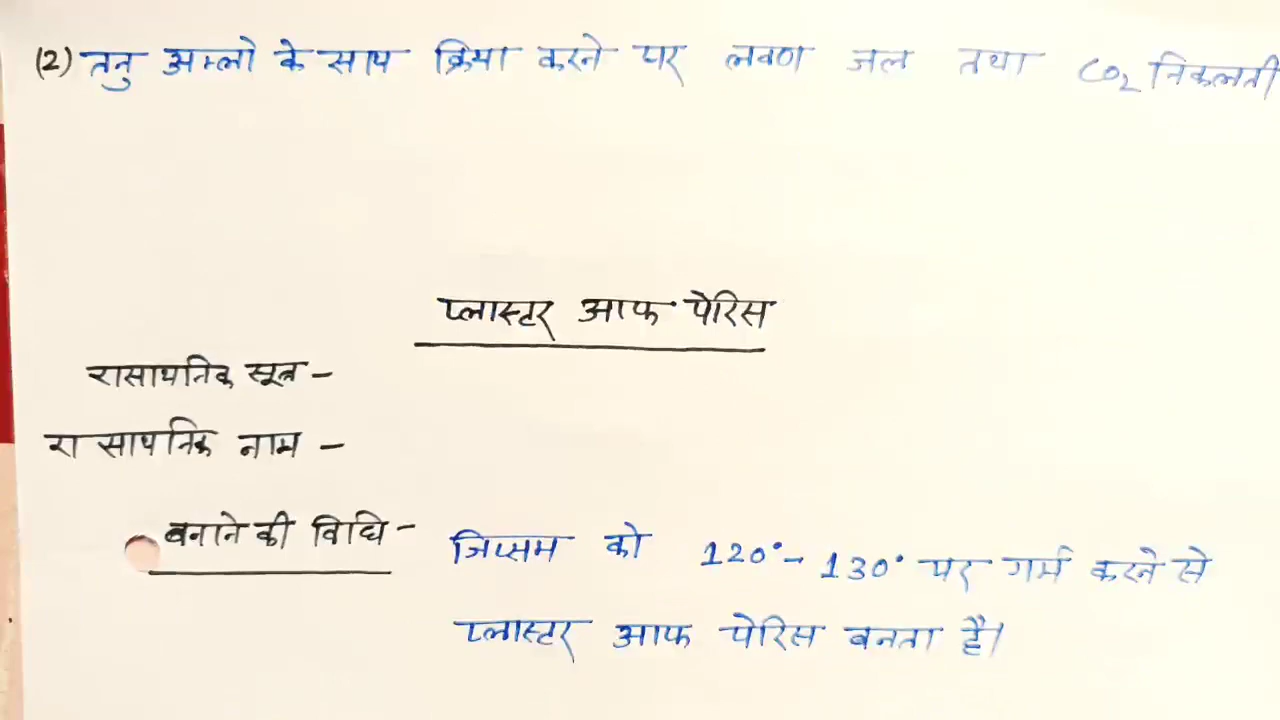 (2) तनु अम्लो के साथ क्रिया करने पर लवण जल तथा CO₂ निकलती
प्लास्टर आफ पेरिस
रासायनिक सूत्र -
रासायनिक नाम -
बनाने की विधि - जिप्सम को 120° - 130° पर गर्म करने से
प्लास्टर आफ पेरिस बनता है।